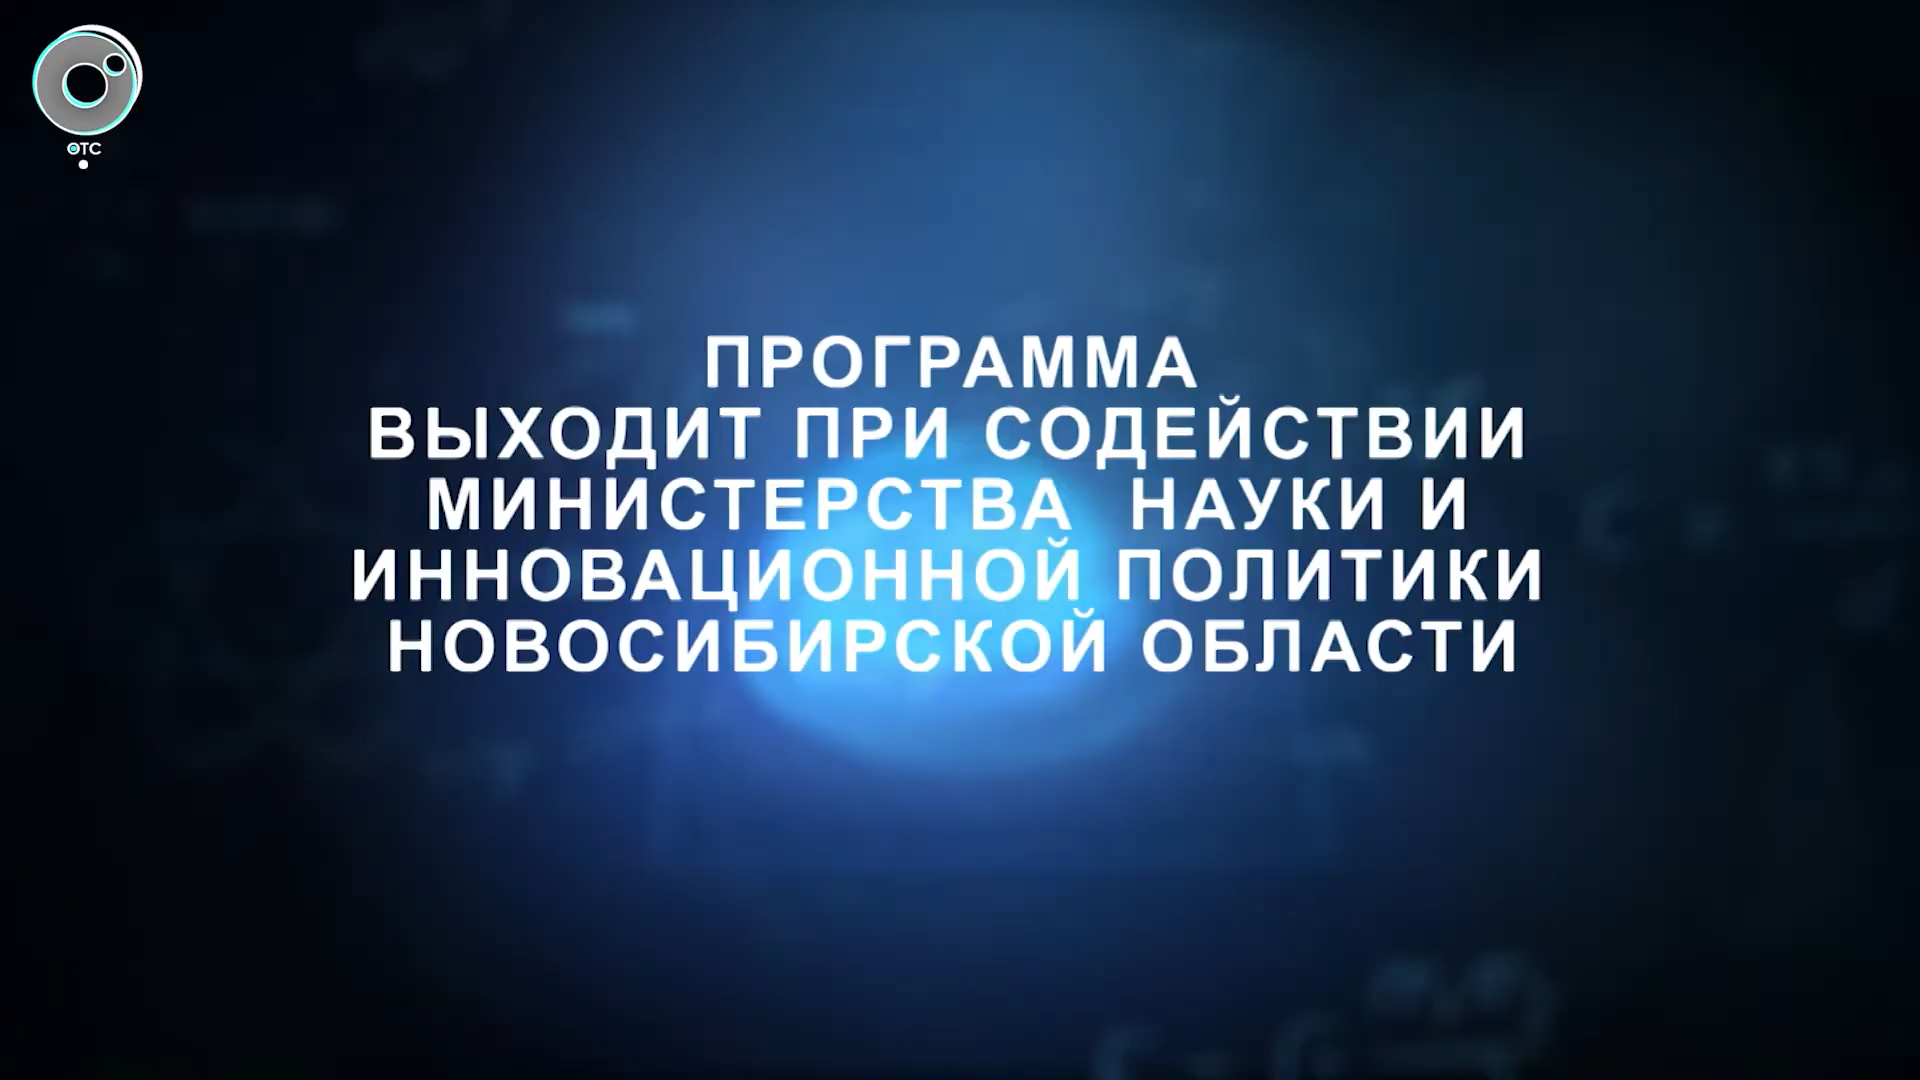 ОТС
ПРОГРАММА
ВЫХОДИТ ПРИ СОДЕЙСТВИИ
МИНИСТЕРСТВА НАУКИ И
ИННОВАЦИОННОЙ ПОЛИТИКИ
НОВОСИБИРСКОЙ ОБЛАСТИ